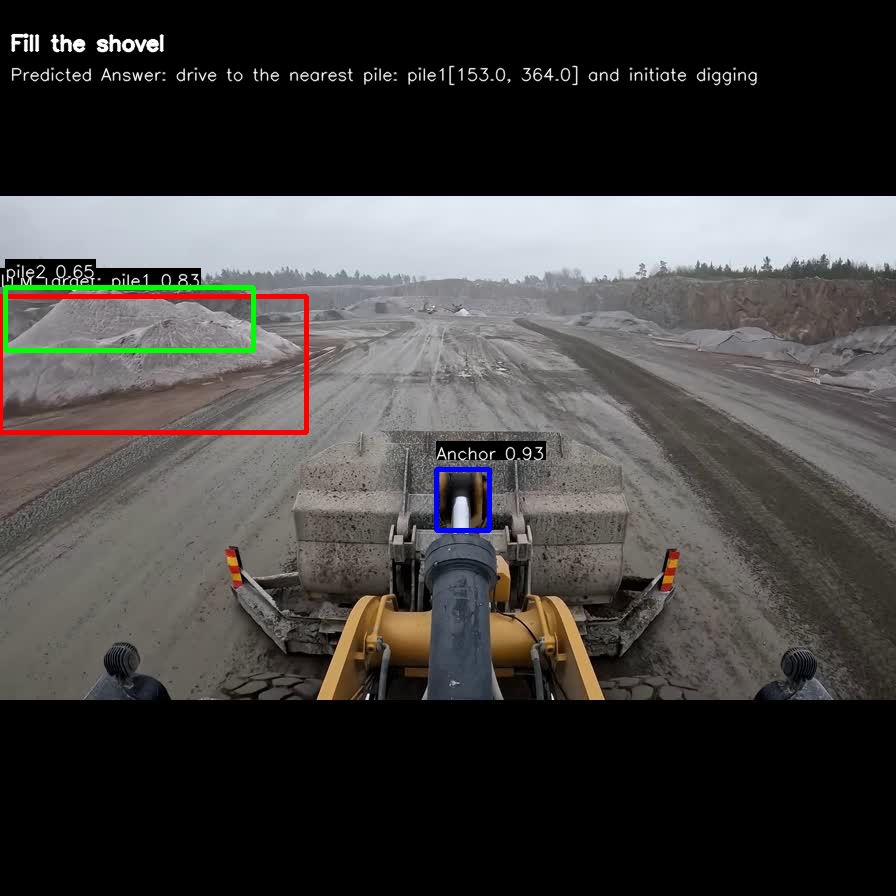 Fill the shovel
Predicted Answer: drive to the nearest pile: pile1[153.0, 364.0] and initiate digging
pile2 0.65
Target: pile1 0.83
Anchor 0.93